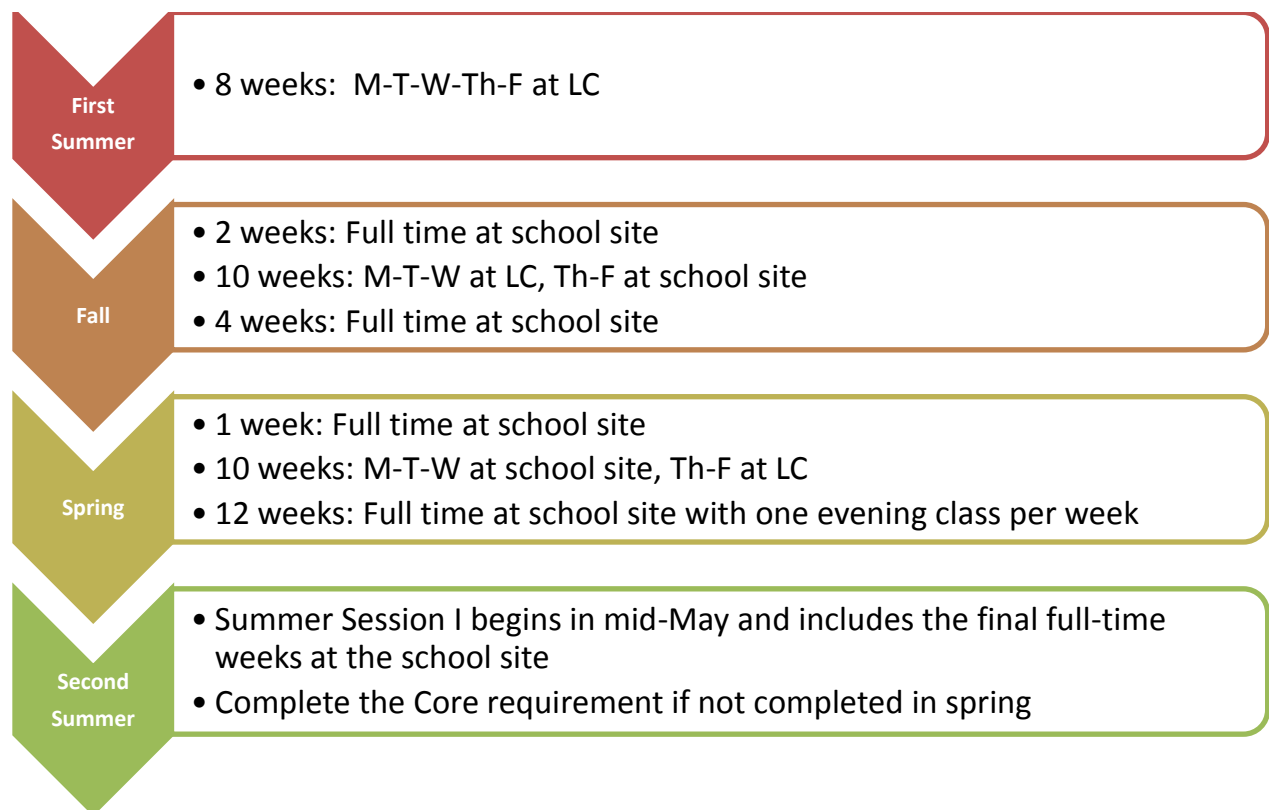 First
Summer
• 8 weeks:  M-T-W-Th-F at LC
Fall
• 2 weeks: Full time at school site
• 10 weeks: M-T-W at LC, Th-F at school site
• 4 weeks: Full time at school site
Spring
• 1 week: Full time at school site
• 10 weeks: M-T-W at school site, Th-F at LC
• 12 weeks: Full time at school site with one evening class per week
Second
Summer
• Summer Session I begins in mid-May and includes the final full-time
weeks at the school site
• Complete the Core requirement if not completed in spring